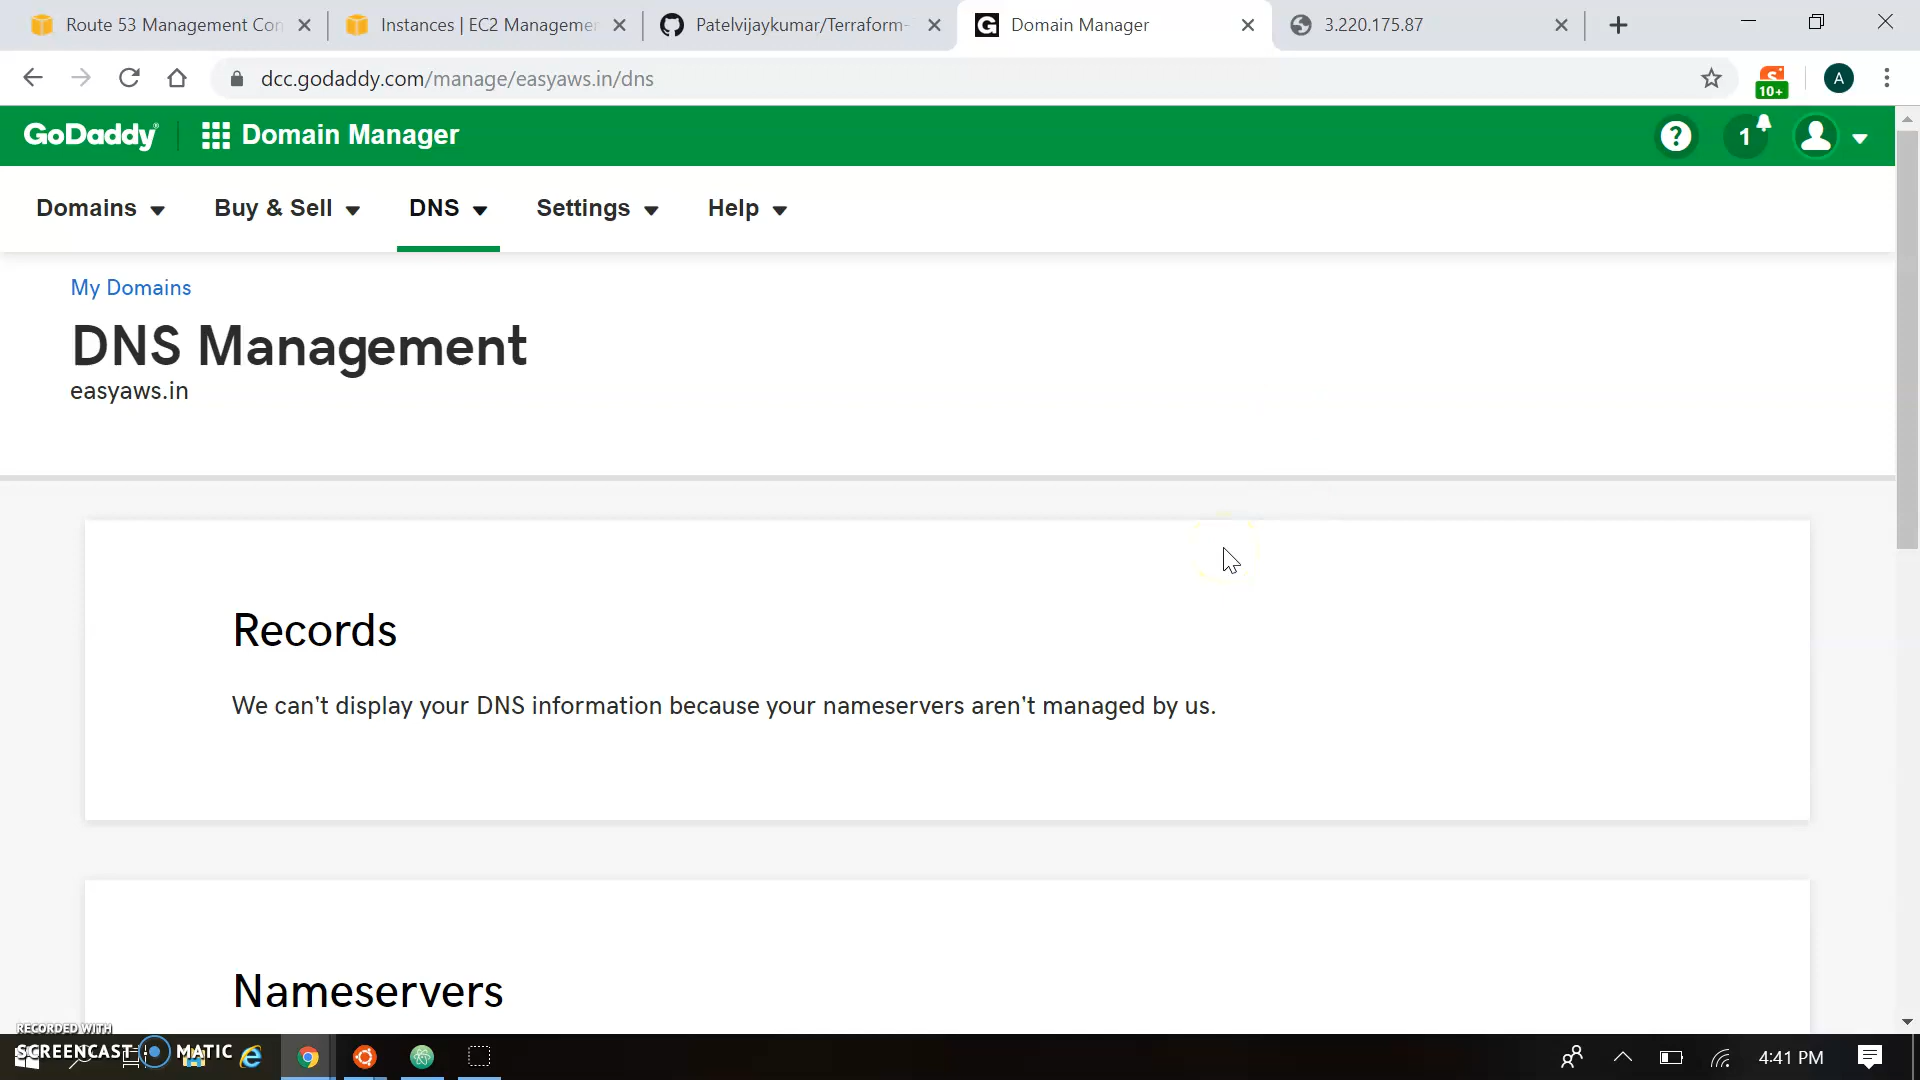 Route 53 Management Con
Instances | EC2 Managemen
Patelvijaykumar/Terraform-
Domain Manager
3.220.175.87
dcc.godaddy.com/manage/easyaws.in/dns
10+
A
GoDaddy
Domain Manager
?
1
Domains
Buy & Sell
DNS
Settings
Help
My Domains
DNS Management
easyaws.in
Records
We can't display your DNS information because your nameservers aren't managed by us.
Nameservers
RECORDED WITH
SCREENCAST MATIC
4:41 PM